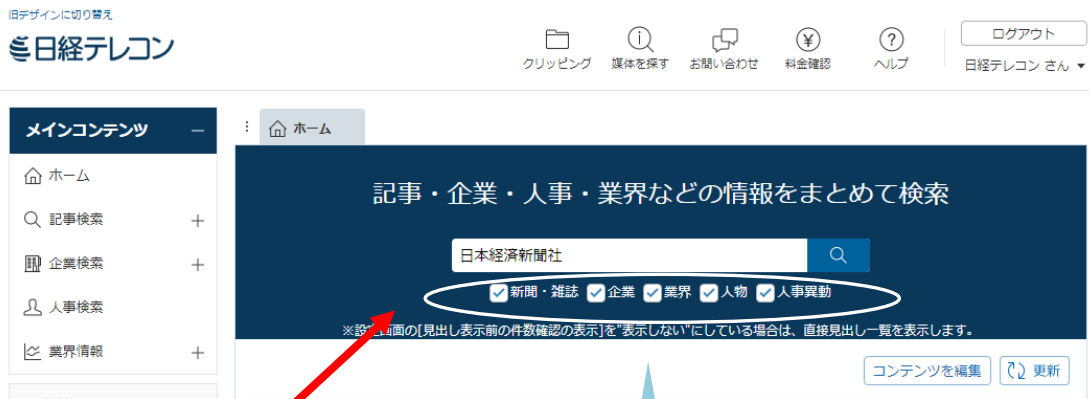 旧デザインに切り替え
日経テレコン
クリッピング 媒体を探す お問い合わせ 料金確認 ヘルプ
ログアウト
日経テレコン さん
メインコンテンツ
ホーム
記事検索
企業検索
人事検索
業界情報
ホーム
記事・企業・人事・業界などの情報をまとめて検索
日本経済新聞社
新聞・雑誌 企業 業界 人物 人事異動
※設定画面の[見出し表示前の件数確認の表示]を"表示しない"にしている場合は、直接見出し一覧を表示します。
コンテンツを編集 更新